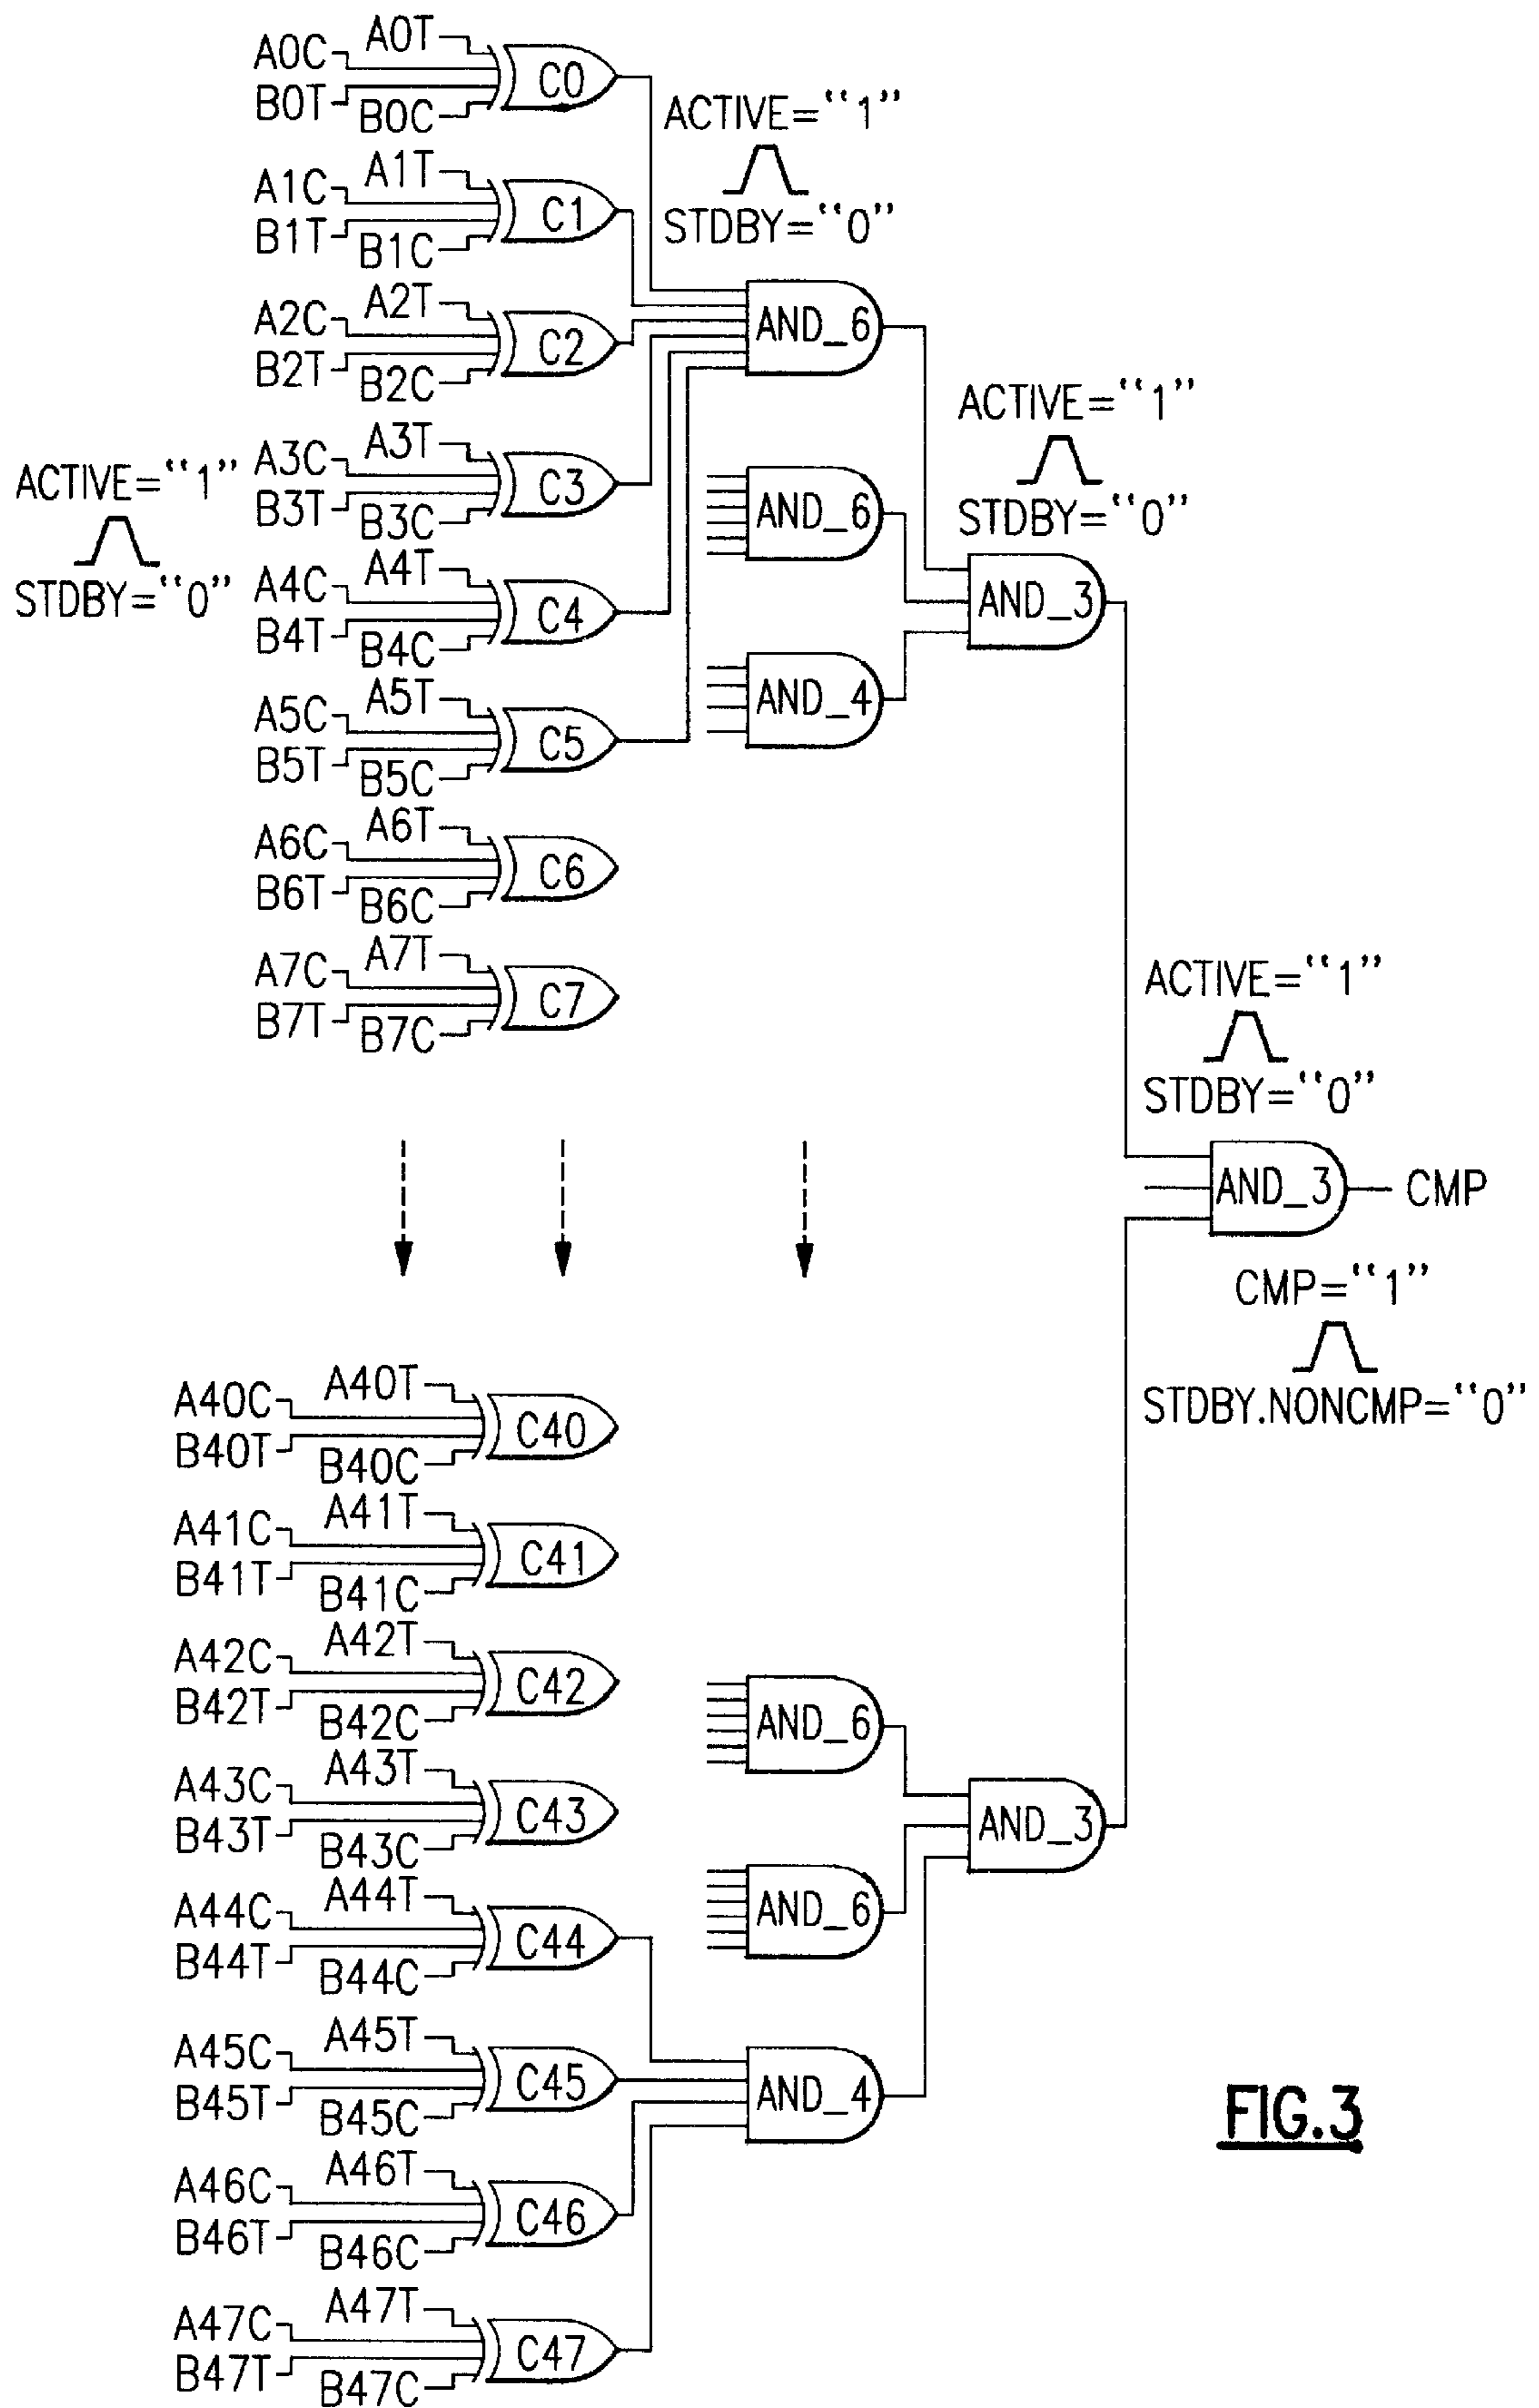 A0T
A0C
B0T
B0C
C0
ACTIVE=“1”
STDBY=“0”
A1T
A1C
B1T
B1C
C1
A2T
A2C
B2T
B2C
C2
AND_6
A3T
A3C
B3T
B3C
C3
ACTIVE=“1”
STDBY=“0”
AND_6
ACTIVE=“1”
STDBY=“0”
A4T
A4C
B4T
B4C
C4
AND_3
A5T
A5C
B5T
B5C
C5
AND_4
A6T
A6C
B6T
B6C
C6
A7T
A7C
B7T
B7C
C7
ACTIVE=“1”
STDBY=“0”
AND_3
CMP
CMP=“1”
STDBY.NONCMP=“0”
A40T
A40C
B40T
B40C
C40
A41T
A41C
B41T
B41C
C41
A42T
A42C
B42T
B42C
C42
AND_6
A43T
A43C
B43T
B43C
C43
AND_3
A44T
A44C
B44T
B44C
C44
AND_6
A45T
A45C
B45T
B45C
C45
AND_4
A46T
A46C
B46T
B46C
C46
A47T
A47C
B47T
B47C
C47
FIG.3